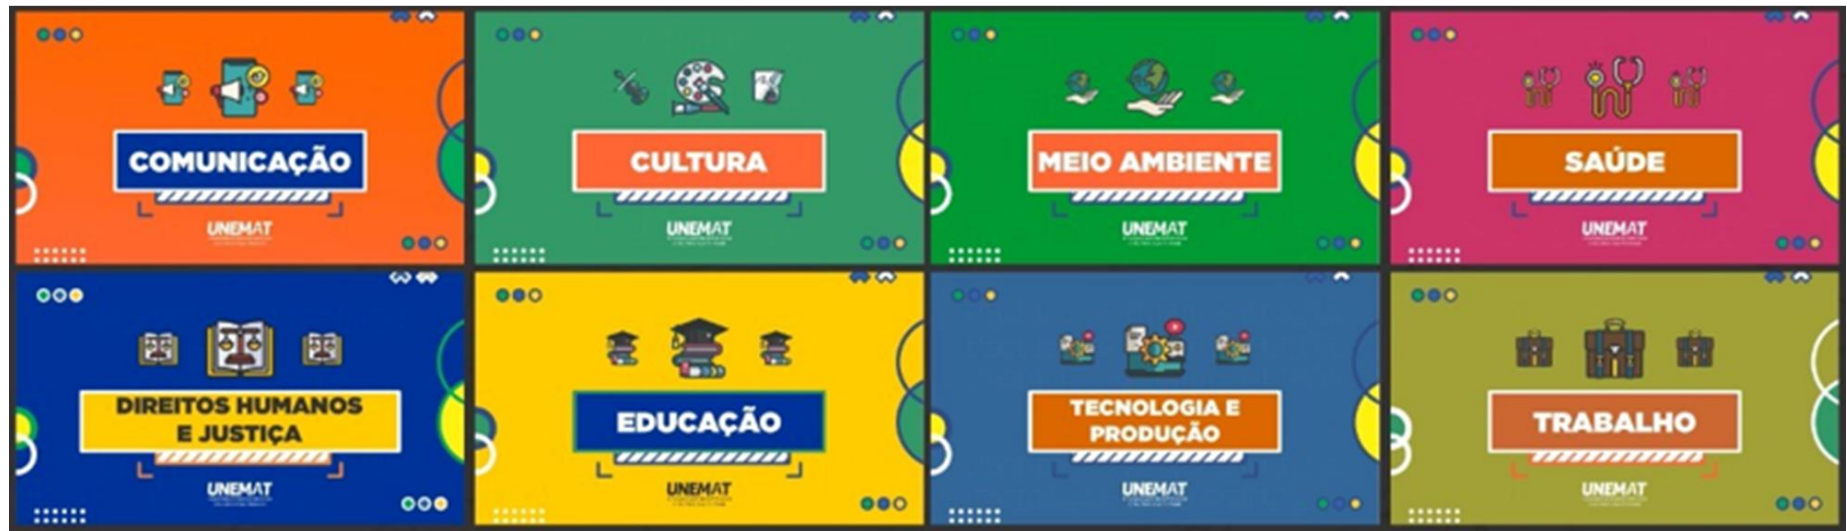 COMUNICAÇÃO
UNEMAT
CULTURA
UNEMAT
MEIO AMBIENTE
UNEMAT
SAÚDE
UNEMAT
DIREITOS HUMANOS
E JUSTIÇA
UNEMAT
EDUCAÇÃO
UNEMAT
TECNOLOGIA E
PRODUÇÃO
UNEMAT
TRABALHO
UNEMAT